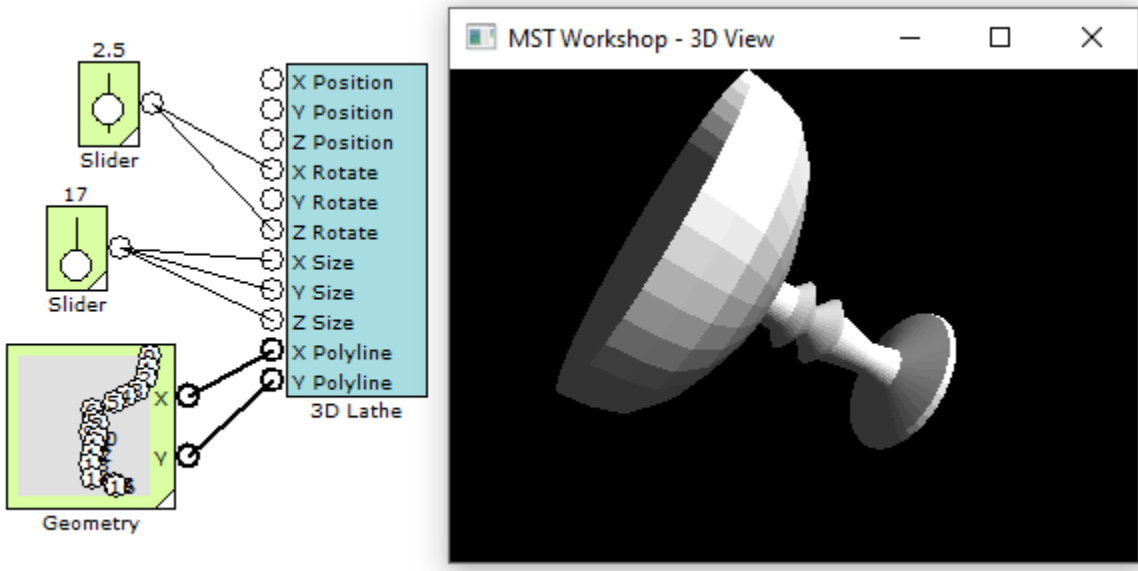 2.5
Slider
17
Slider
X
Y
Geometry
X Position
Y Position
Z Position
X Rotate
Y Rotate
Z Rotate
X Size
Y Size
Z Size
X Polyline
Y Polyline
3D Lathe
MST Workshop - 3D View